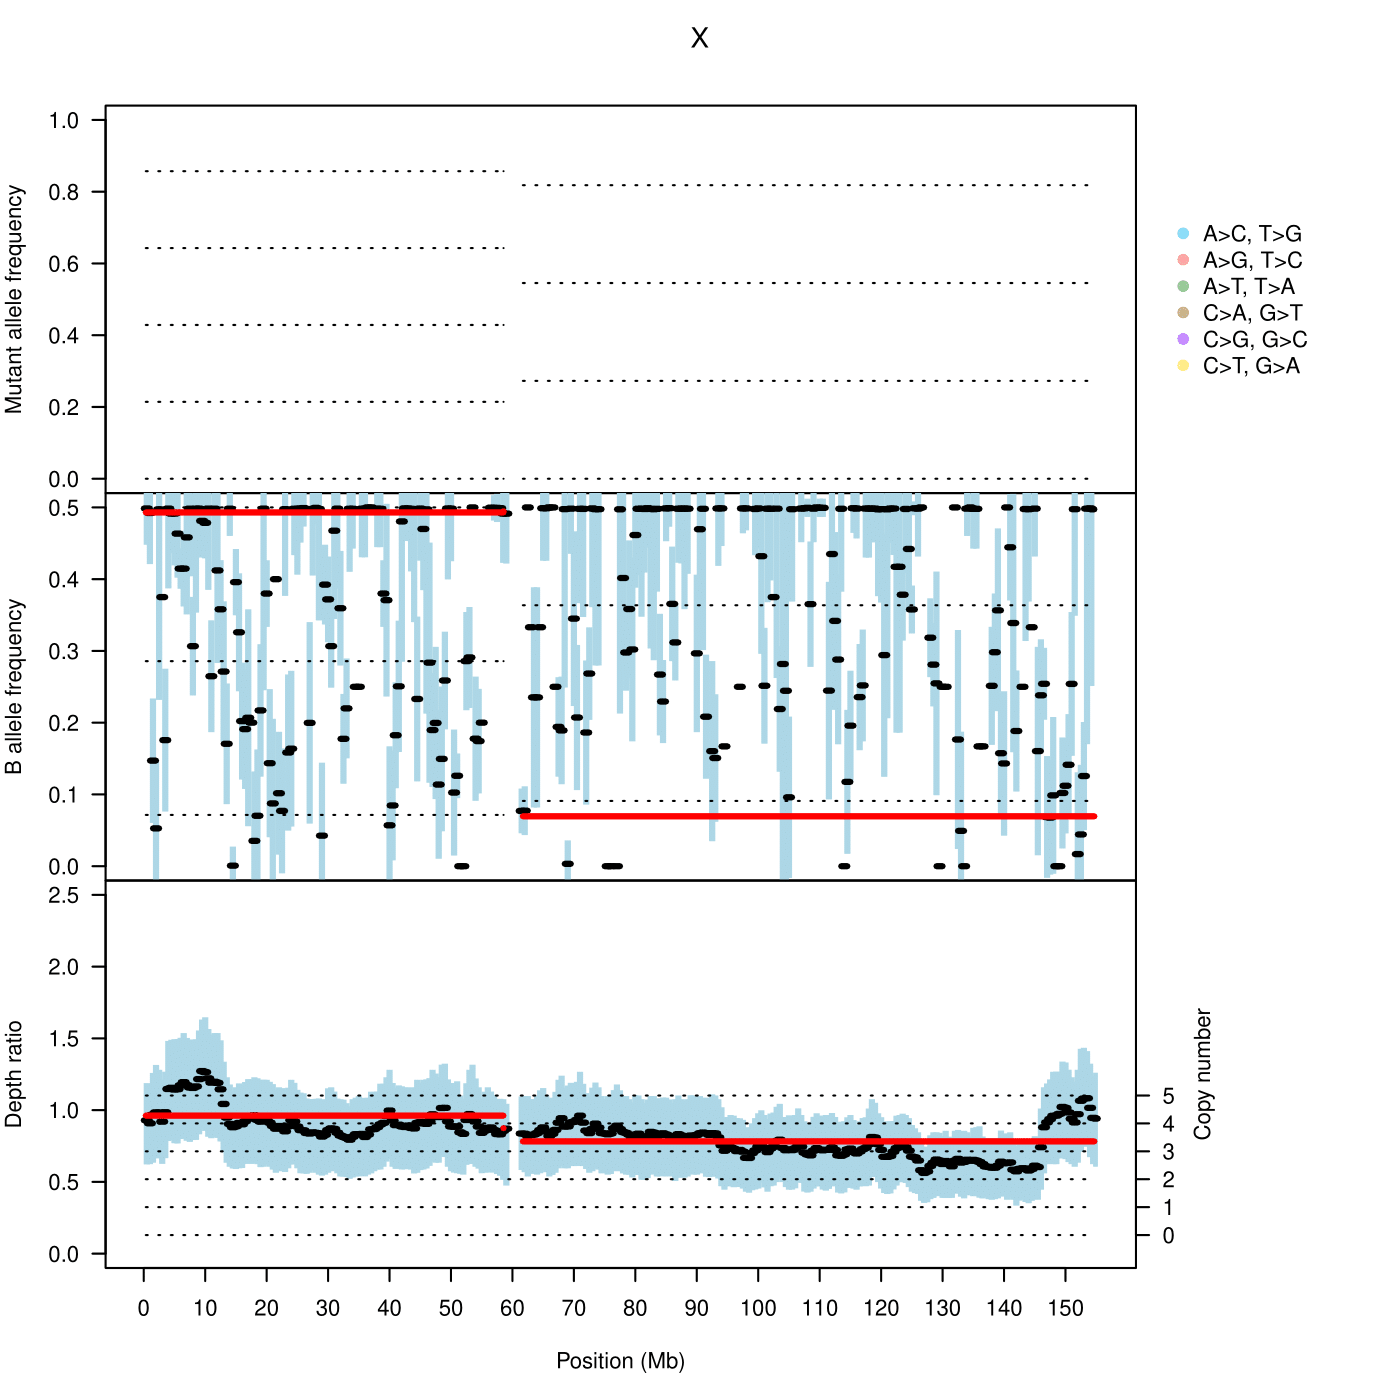 X
Mutant allele frequency
1.0
0.8
0.6
0.4
0.2
0.0
A>C, T>G
A>G, T>C
A>T, T>A
C>A, G>T
C>G, G>C
C>T, G>A
B allele frequency
0.5
0.4
0.3
0.2
0.1
0.0
Depth ratio
2.5
2.0
1.5
1.0
0.5
0.0
Copy number
5
4
3
2
1
0
0 10 20 30 40 50 60 70 80 90 100 110 120 130 140 150
Position (Mb)